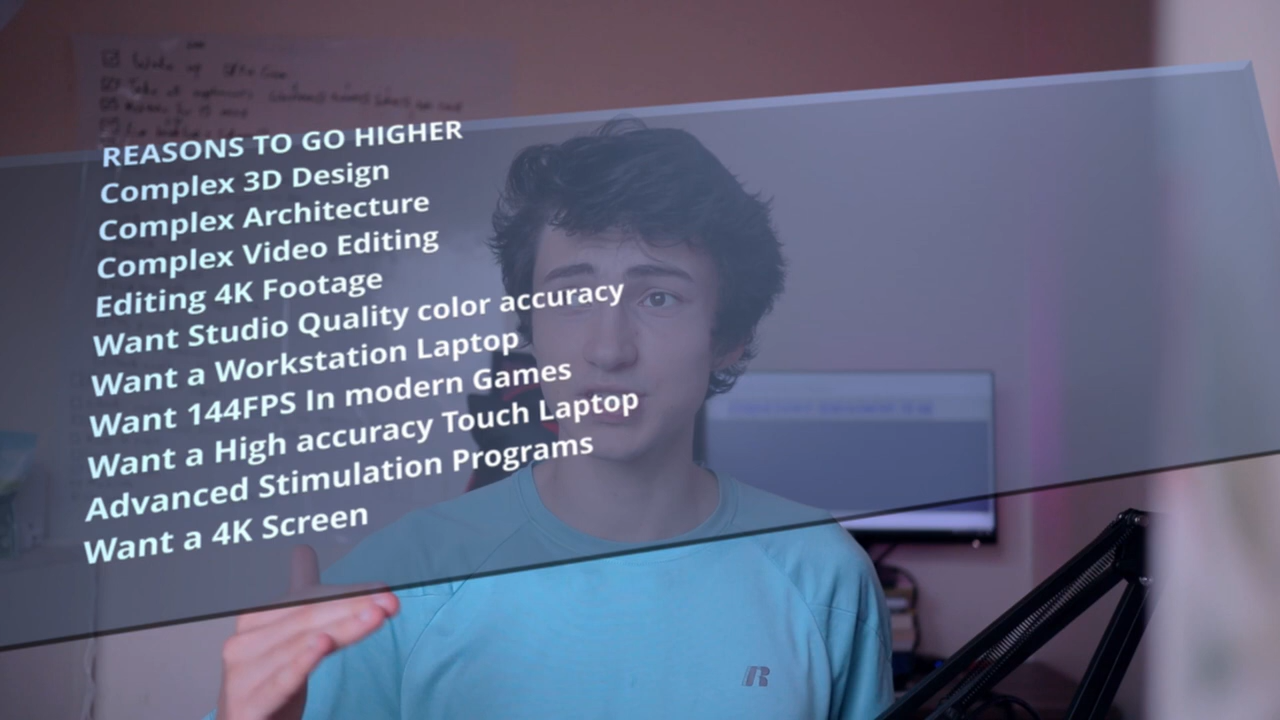 REASONS TO GO HIGHER
Complex 3D Design
Complex Architecture
Complex Video Editing
Editing 4K Footage
Want Studio Quality color accuracy
Want a Workstation Laptop
Want 144FPS In modern Games
Want a High accuracy Touch Laptop
Advanced Stimulation Programs
Want a 4K Screen
R